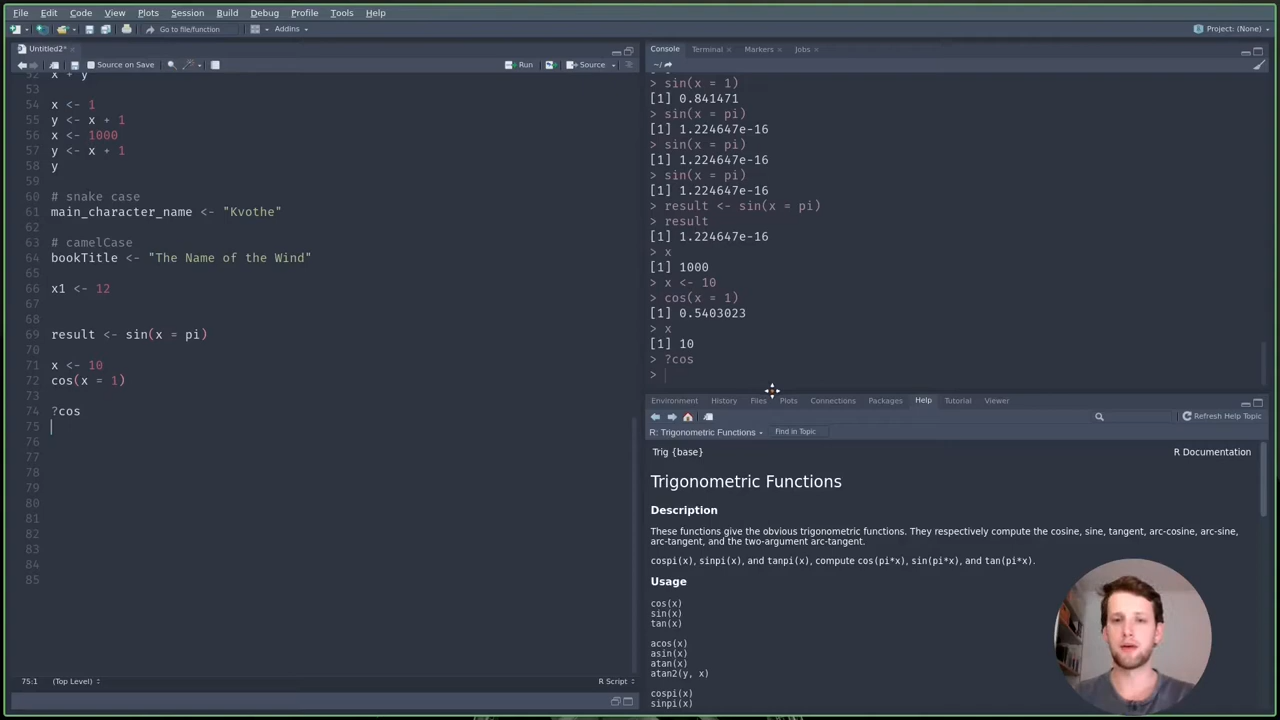 File Edit Code View Plots Session Build Debug Profile Tools Help
Go to file/function Addins Project: (None)
Untitled2*
Source on Save Run Source
52 x + y
53
54 x <- 1
55 y <- x + 1
56 x <- 1000
57 y <- x + 1
58 y
59
60 # snake case
61 main_character_name <- "Kvothe"
62
63 # camelCase
64 bookTitle <- "The Name of the Wind"
65
66 x1 <- 12
67
68
69 result <- sin(x = pi)
70
71 x <- 10
72 cos(x = 1)
73
74 ?cos
75
76
77
78
79
80
81
82
83
84
85
75:1 (Top Level) R Script
Console Terminal Markers Jobs
~/
> sin(x = 1)
[1] 0.841471
> sin(x = pi)
[1] 1.224647e-16
> sin(x = pi)
[1] 1.224647e-16
> sin(x = pi)
[1] 1.224647e-16
> result <- sin(x = pi)
> result
[1] 1.224647e-16
> x
[1] 1000
> x <- 10
> cos(x = 1)
[1] 0.5403023
> x
[1] 10
> ?cos
>
Environment History Files Plots Connections Packages Help Tutorial Viewer
Refresh Help Topic
R: Trigonometric Functions Find in Topic
Trig {base} R Documentation
Trigonometric Functions
Description
These functions give the obvious trigonometric functions. They respectively compute the cosine, sine, tangent, arc-cosine, arc-sine,
arc-tangent, and the two-argument arc-tangent.
cospi(x), sinpi(x), and tanpi(x), compute cos(pi*x), sin(pi*x), and tan(pi*x).
Usage
cos(x)
sin(x)
tan(x)
acos(x)
asin(x)
atan(x)
atan2(y, x)
cospi(x)
sinpi(x)